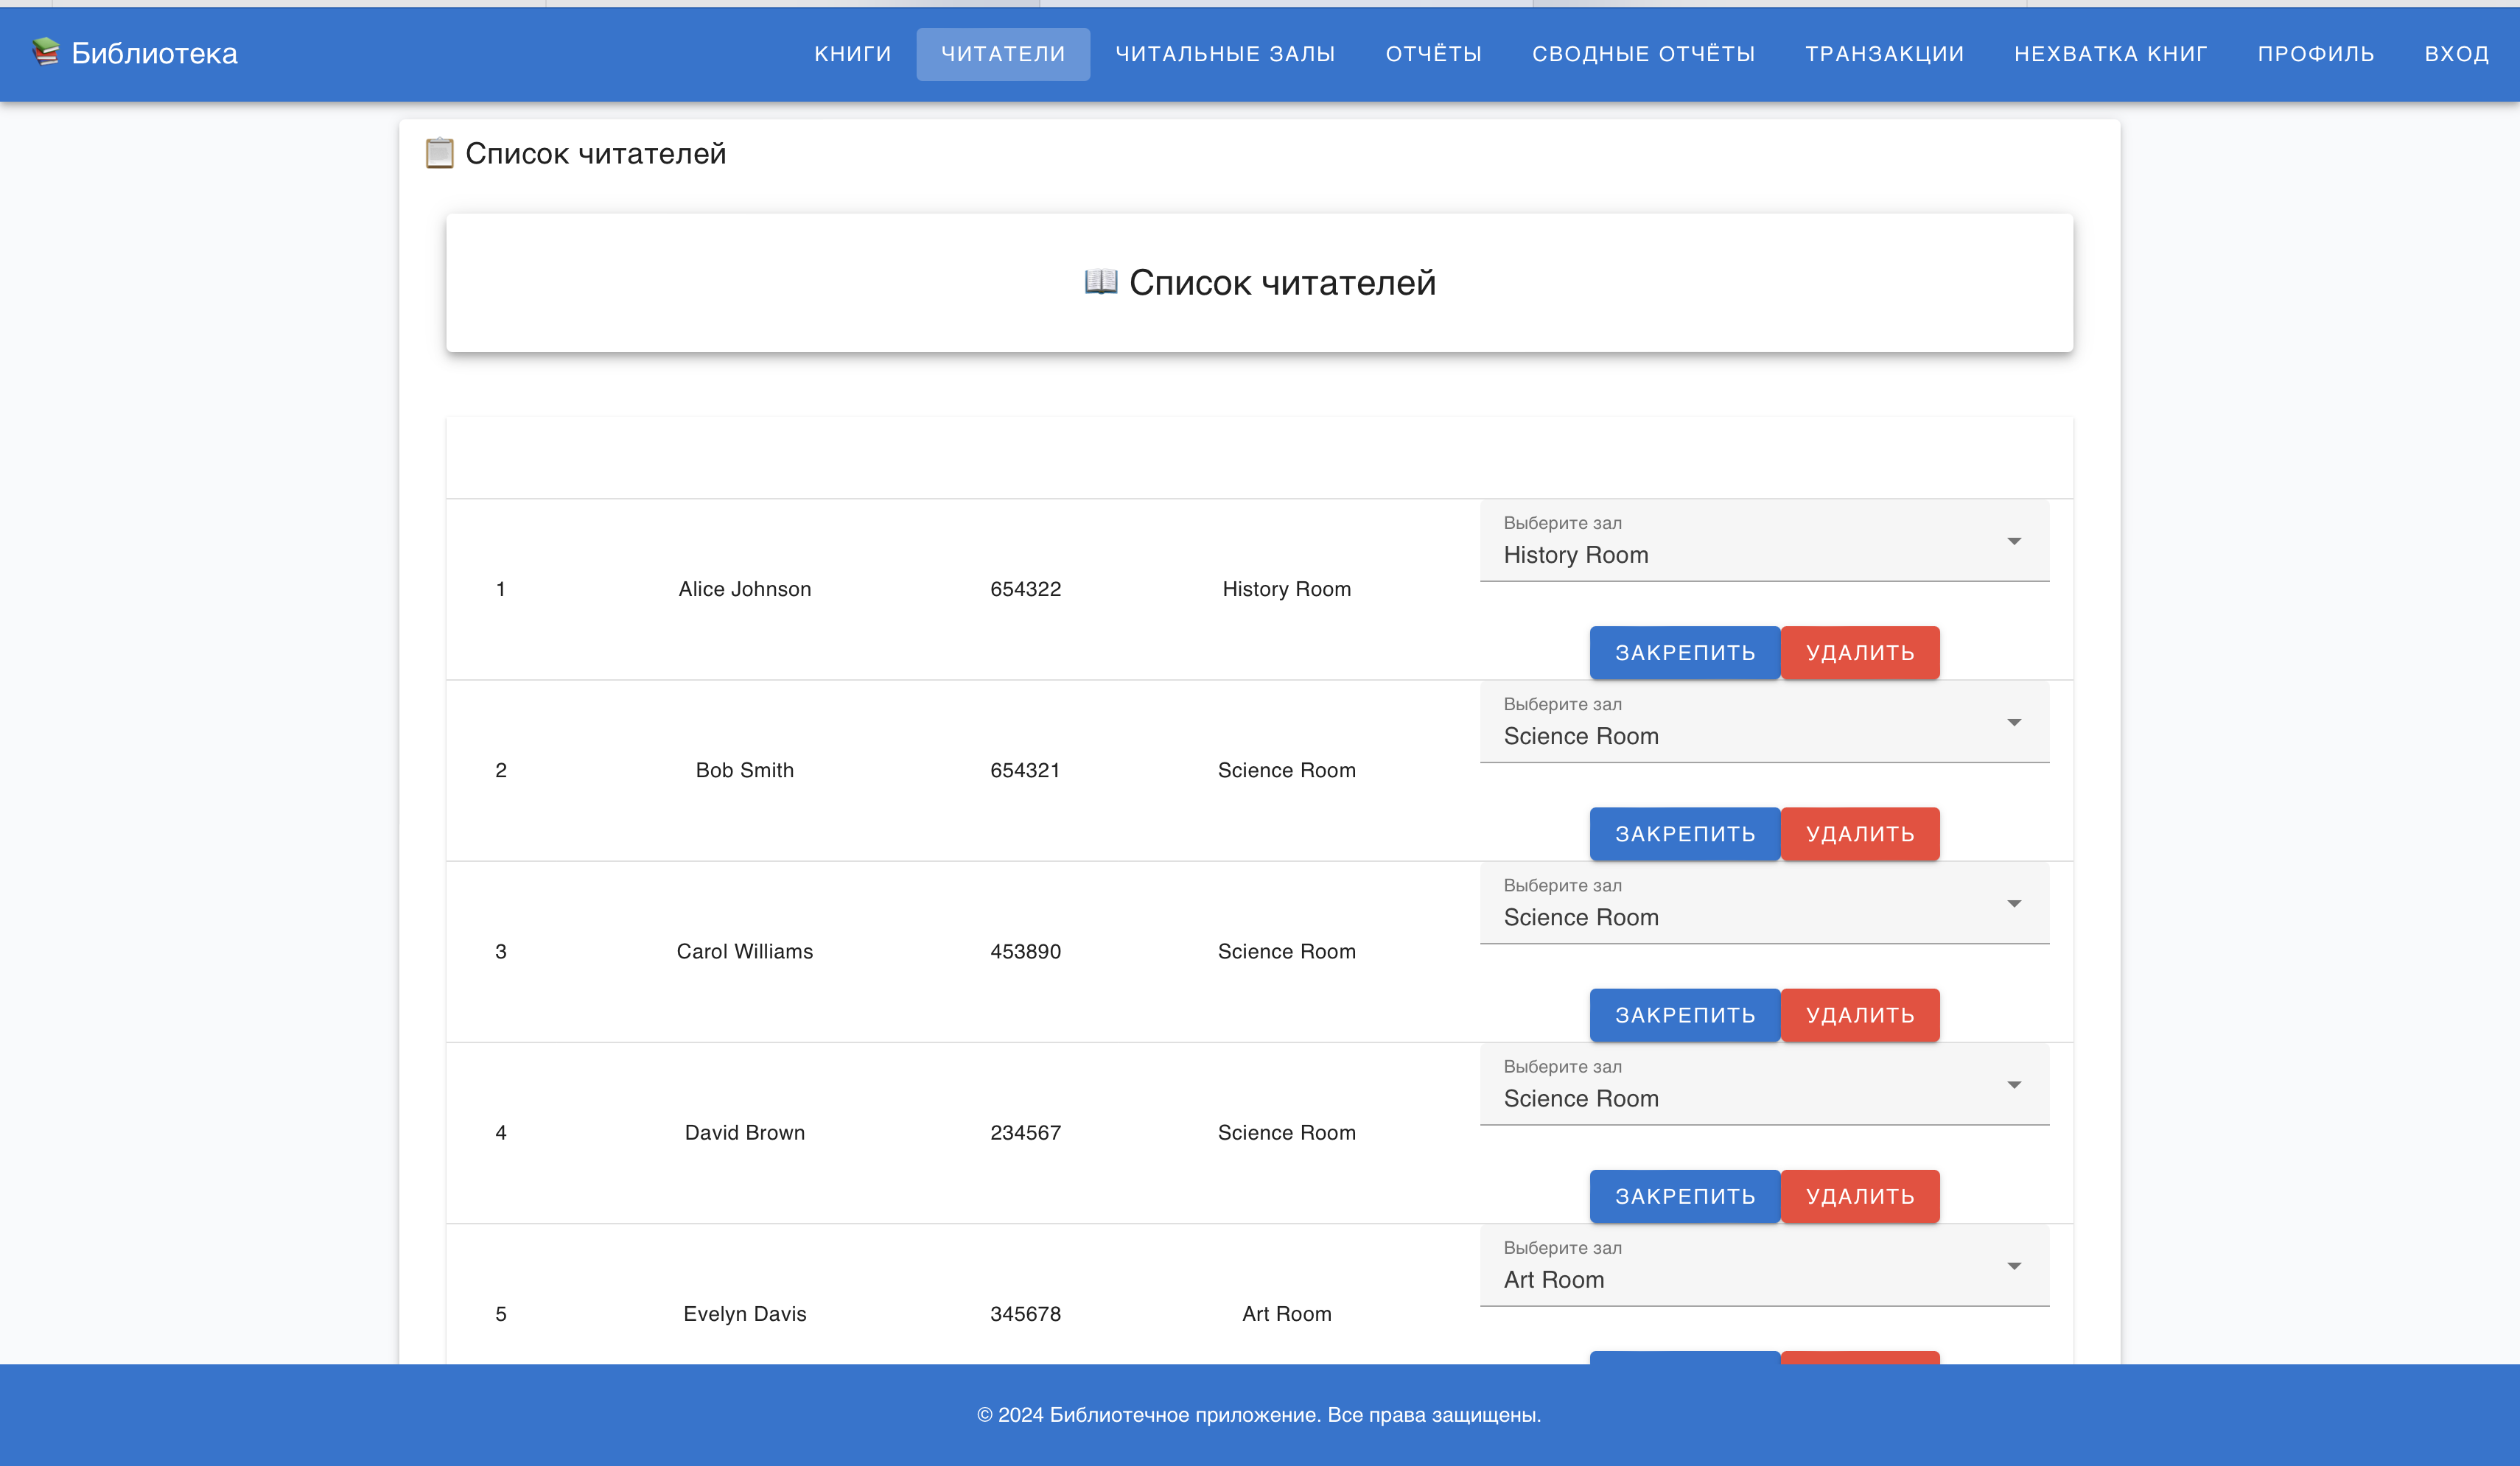 Библиотека
КНИГИ ЧИТАТЕЛИ ЧИТАЛЬНЫЕ ЗАЛЫ ОТЧЁТЫ СВОДНЫЕ ОТЧЁТЫ ТРАНЗАКЦИИ НЕХВАТКА КНИГ ПРОФИЛЬ ВХОД
Список читателей
Список читателей
Выберите зал
History Room
1 Alice Johnson 654322 History Room
ЗАКРЕПИТЬ УДАЛИТЬ
Выберите зал
Science Room
2 Bob Smith 654321 Science Room
ЗАКРЕПИТЬ УДАЛИТЬ
Выберите зал
Science Room
3 Carol Williams 453890 Science Room
ЗАКРЕПИТЬ УДАЛИТЬ
Выберите зал
Science Room
4 David Brown 234567 Science Room
ЗАКРЕПИТЬ УДАЛИТЬ
Выберите зал
Art Room
5 Evelyn Davis 345678 Art Room
© 2024 Библиотечное приложение. Все права защищены.